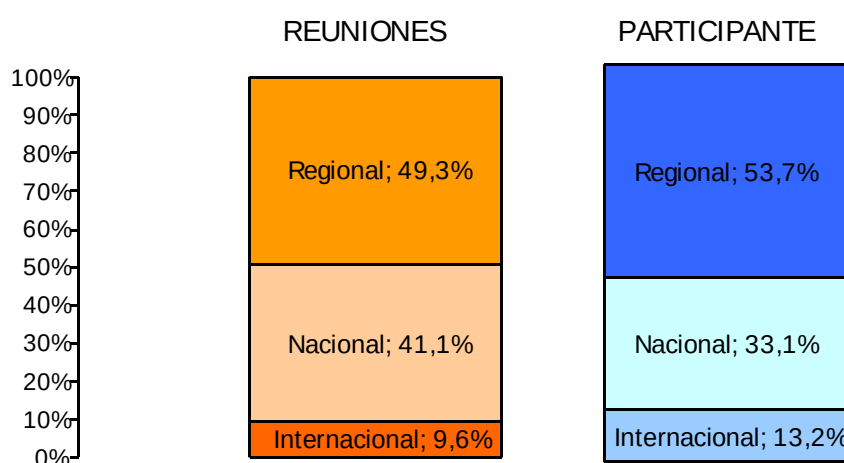 REUNIONES
PARTICIPANTE
100%
90%
80%
70%
60%
50%
40%
30%
20%
10%
0%
Regional; 49,3%
Nacional; 41,1%
Internacional; 9,6%
Regional; 53,7%
Nacional; 33,1%
Internacional; 13,2%